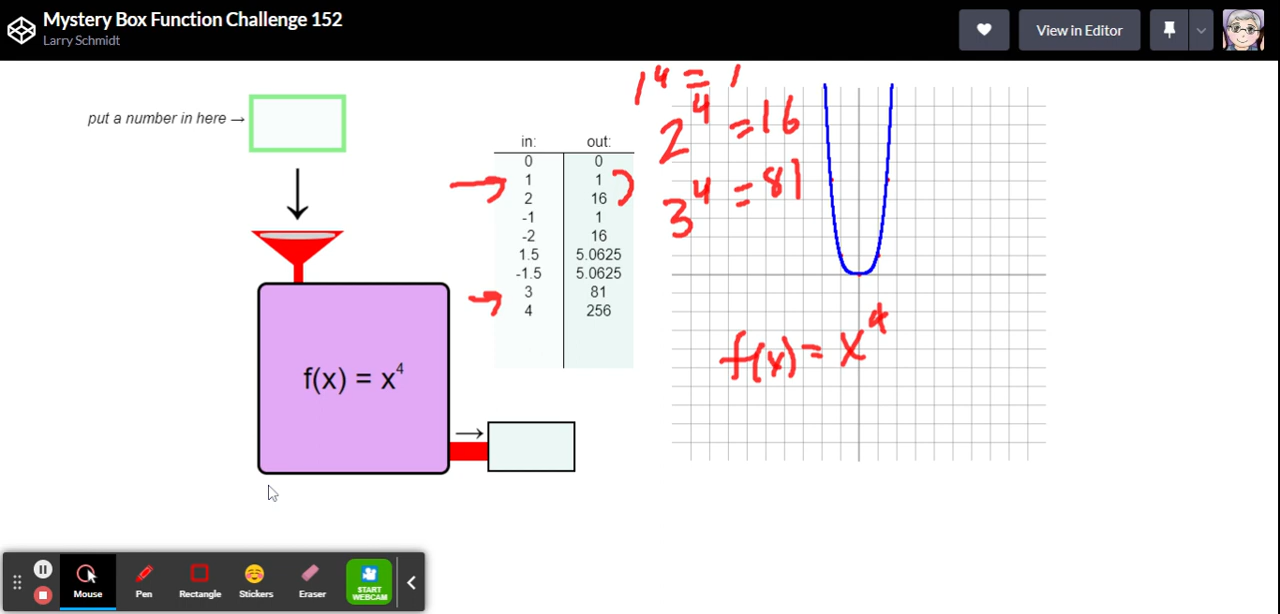 Mystery Box Function Challenge 152
Larry Schmidt
View in Editor
put a number in here →
in: out:
0 0
1 1
2 16
-1 1
-2 16
1.5 5.0625
-1.5 5.0625
3 81
4 256
1⁴ = 1
2⁴ = 16
3⁴ = 81
f(x) = x⁴
f(x) = x⁴
Mouse
Pen
Rectangle
Stickers
Eraser
START
WEBCAM